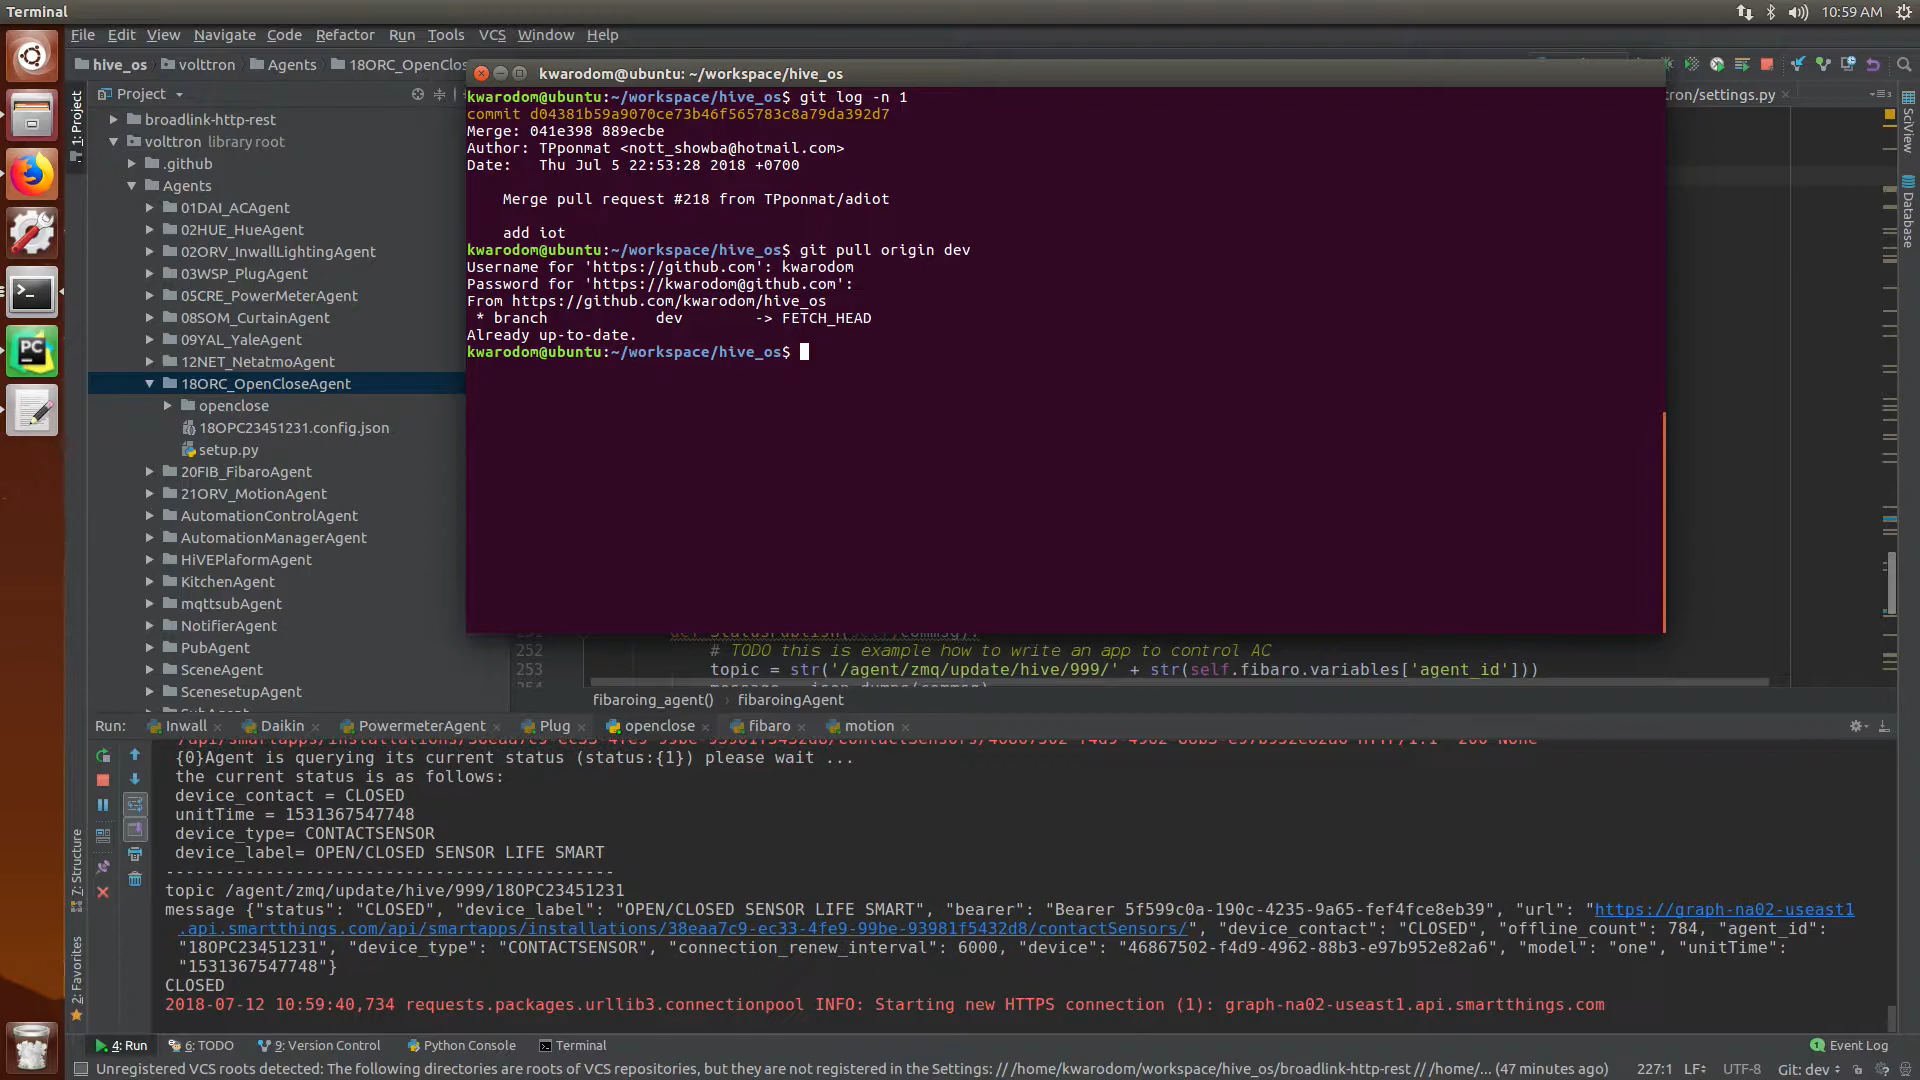 Terminal
10:59 AM
File Edit View Navigate Code Refactor Run Tools VCS Window Help
hive_os volttron Agents 18ORC_OpenClos
kwarodom@ubuntu: ~/workspace/hive_os
tron/settings.py
Project
1: Project
SciView
Database
broadlink-http-rest
volttron library root
.github
Agents
01DAI_ACAgent
02HUE_HueAgent
02ORV_InwallLightingAgent
03WSP_PlugAgent
05CRE_PowerMeterAgent
08SOM_CurtainAgent
09YAL_YaleAgent
12NET_NetatmoAgent
18ORC_OpenCloseAgent
openclose
18OPC23451231.config.json
setup.py
20FIB_FibaroAgent
21ORV_MotionAgent
AutomationControlAgent
AutomationManagerAgent
HiVEPlaformAgent
KitchenAgent
mqttsubAgent
NotifierAgent
PubAgent
SceneAgent
ScenesetupAgent
kwarodom@ubuntu:~/workspace/hive_os$ git log -n 1
commit d04381b59a9070ce73b46f565783c8a79da392d7
Merge: 041e398 889ecbe
Author: TPponmat <nott_showba@hotmail.com>
Date:   Thu Jul 5 22:53:28 2018 +0700
Merge pull request #218 from TPponmat/adiot
add iot
kwarodom@ubuntu:~/workspace/hive_os$ git pull origin dev
Username for 'https://github.com': kwarodom
Password for 'https://kwarodom@github.com':
From https://github.com/kwarodom/hive_os
* branch            dev        -> FETCH_HEAD
Already up-to-date.
kwarodom@ubuntu:~/workspace/hive_os$
252 # TODO this is example how to write an app to control AC
253 topic = str('/agent/zmq/update/hive/999/' + str(self.fibaro.variables['agent_id']))
fibaroing_agent() › fibaroingAgent
Run: Inwall Daikin PowermeterAgent Plug openclose fibaro motion
{0}Agent is querying its current status (status:{1}) please wait ...
the current status is as follows:
device_contact = CLOSED
unitTime = 1531367547748
device_type= CONTACTSENSOR
device_label= OPEN/CLOSED SENSOR LIFE SMART
---------------------------------------------
topic /agent/zmq/update/hive/999/18OPC23451231
message {"status": "CLOSED", "device_label": "OPEN/CLOSED SENSOR LIFE SMART", "bearer": "Bearer 5f599c0a-190c-4235-9a65-fef4fce8eb39", "url": "https://graph-na02-useast1
.api.smartthings.com/api/smartapps/installations/38eaa7c9-ec33-4fe9-99be-93981f5432d8/contactSensors/", "device_contact": "CLOSED", "offline_count": 784, "agent_id":
"18OPC23451231", "device_type": "CONTACTSENSOR", "connection_renew_interval": 6000, "device": "46867502-f4d9-4962-88b3-e97b952e82a6", "model": "one", "unitTime":
"1531367547748"}
CLOSED
2018-07-12 10:59:40,734 requests.packages.urllib3.connectionpool INFO: Starting new HTTPS connection (1): graph-na02-useast1.api.smartthings.com
7: Structure
2: Favorites
4: Run 6: TODO 9: Version Control Python Console Terminal 1 Event Log
Unregistered VCS roots detected: The following directories are roots of VCS repositories, but they are not registered in the Settings: // /home/kwarodom/workspace/hive_os/broadlink-http-rest // /home/... (47 minutes ago) 227:1 LF÷ UTF-8 Git: dev